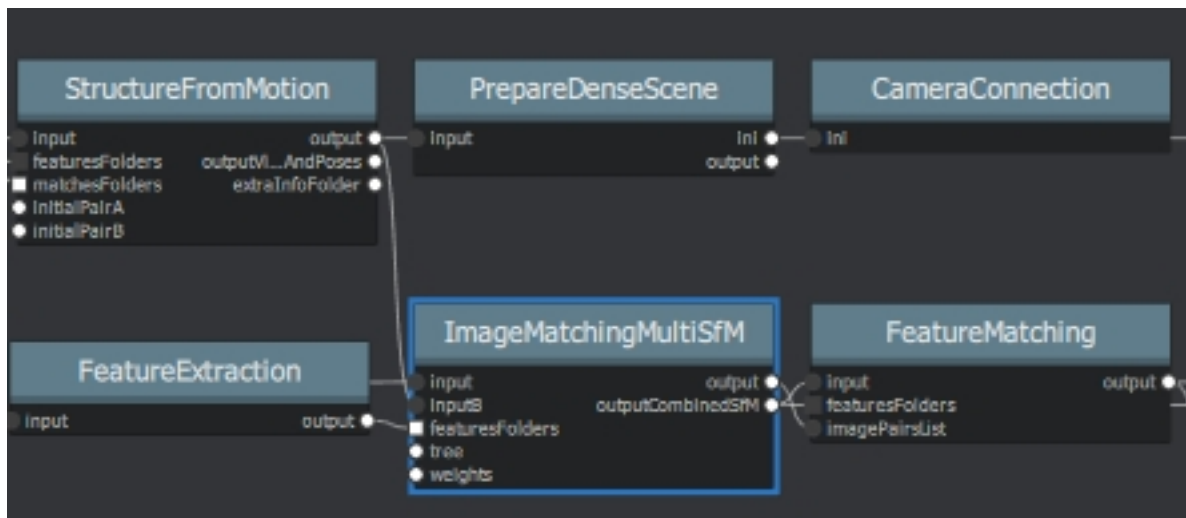 StructureFromMotion
input output
featuresFolders outputVi...AndPoses
matchesFolders extraInfoFolder
initialPairA
initialPairB
PrepareDenseScene
input ini
output
CameraConnection
ini
FeatureExtraction
input output
ImageMatchingMultiSfM
input output
inputB outputCombinedSfM
featuresFolders
tree
weights
FeatureMatching
input output
featuresFolders
imagePairsList